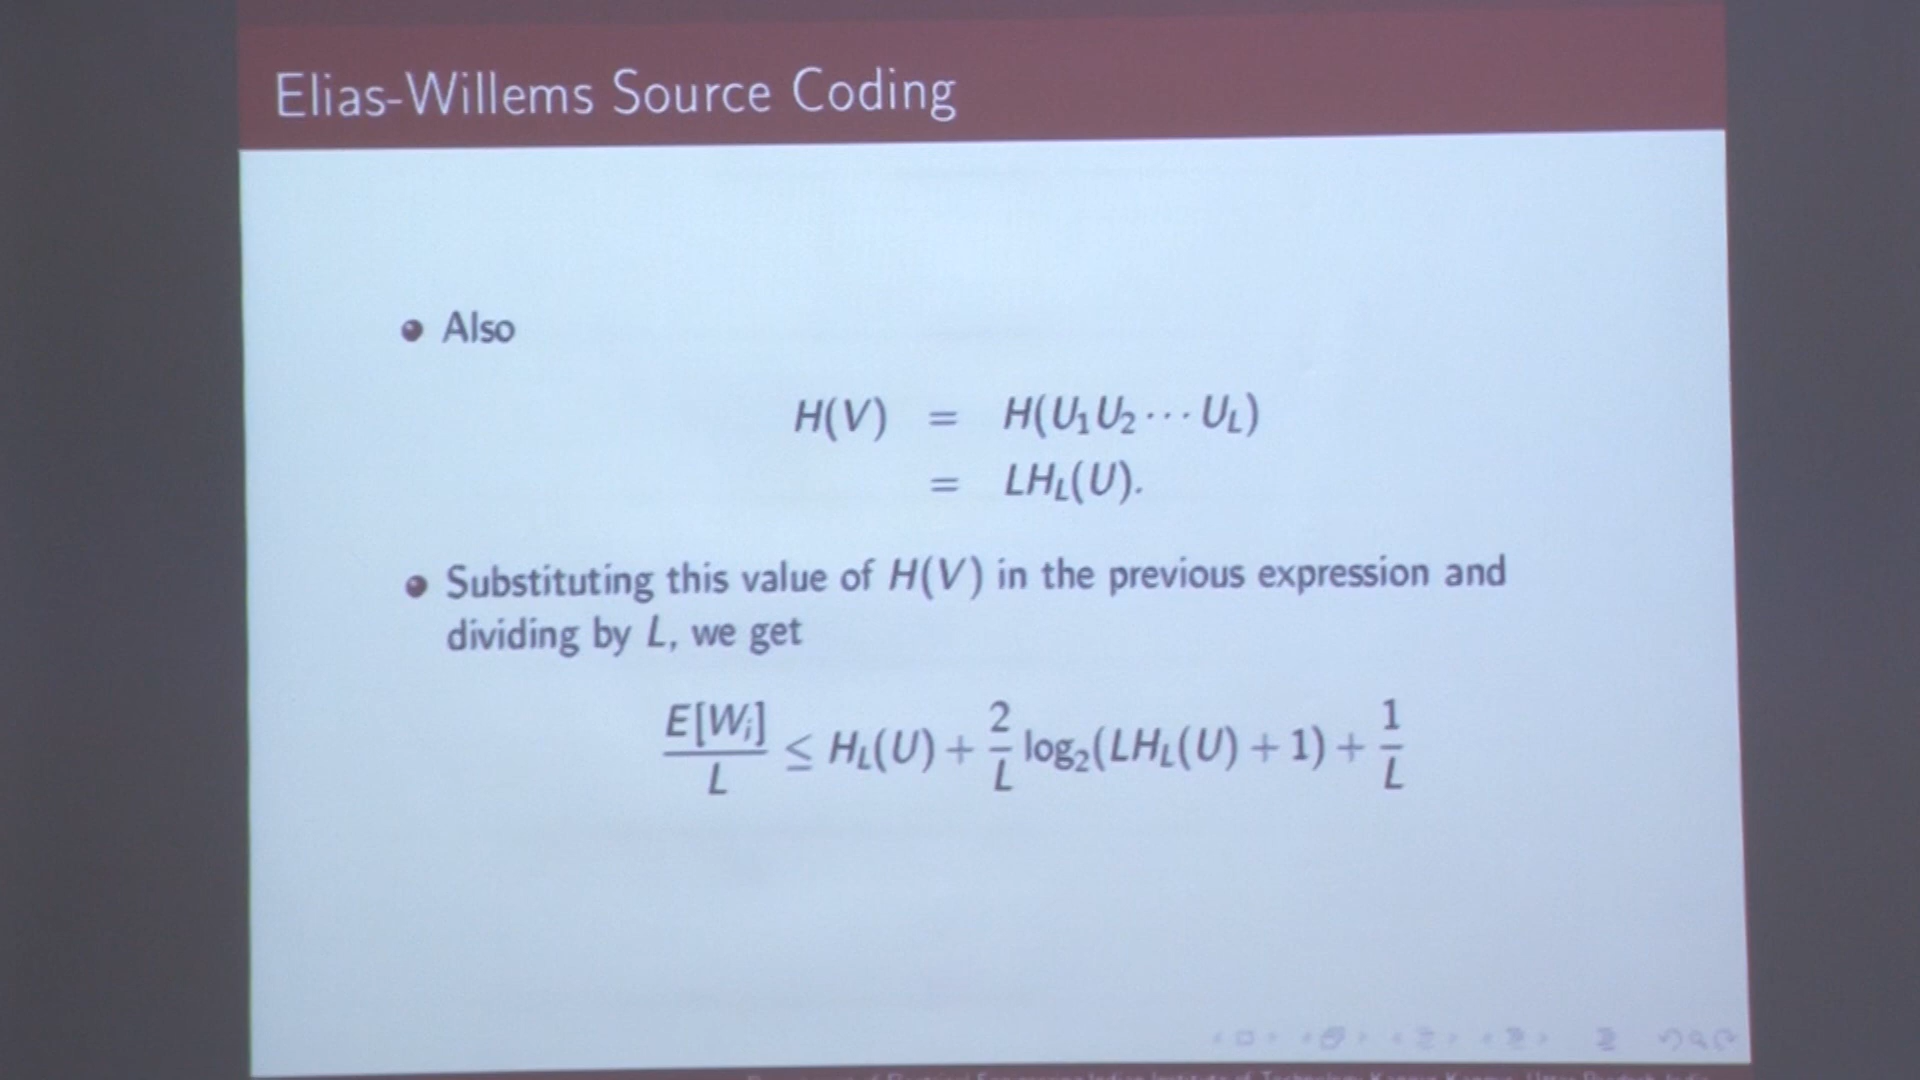 Elias-Willems Source Coding
Also
H(V) = H(U₁U₂ ⋯ U_L)
= LH_L(U).
Substituting this value of H(V) in the previous expression and
dividing by L, we get
E[W_i]/L ≤ H_L(U) + 2/L log₂(LH_L(U) + 1) + 1/L